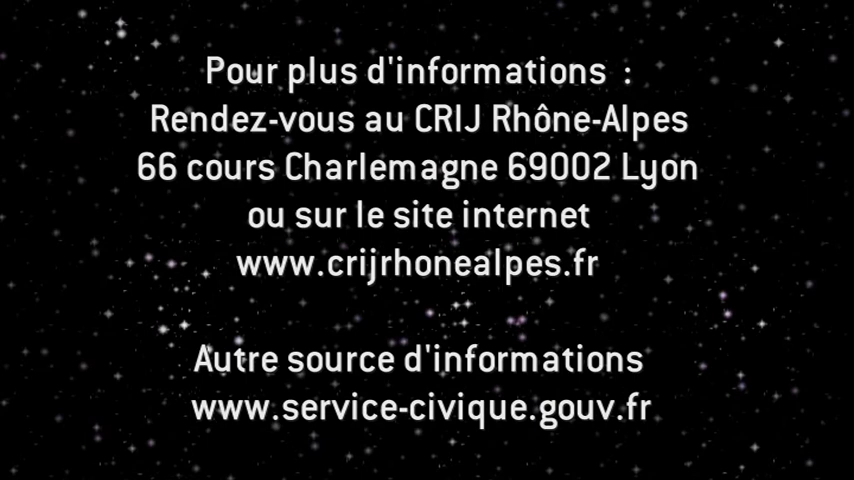 Pour plus d'informations :
Rendez-vous au CRIJ Rhône-Alpes
66 cours Charlemagne 69002 Lyon
ou sur le site internet
www.crijrhonealpes.fr
Autre source d'informations
www.service-civique.gouv.fr